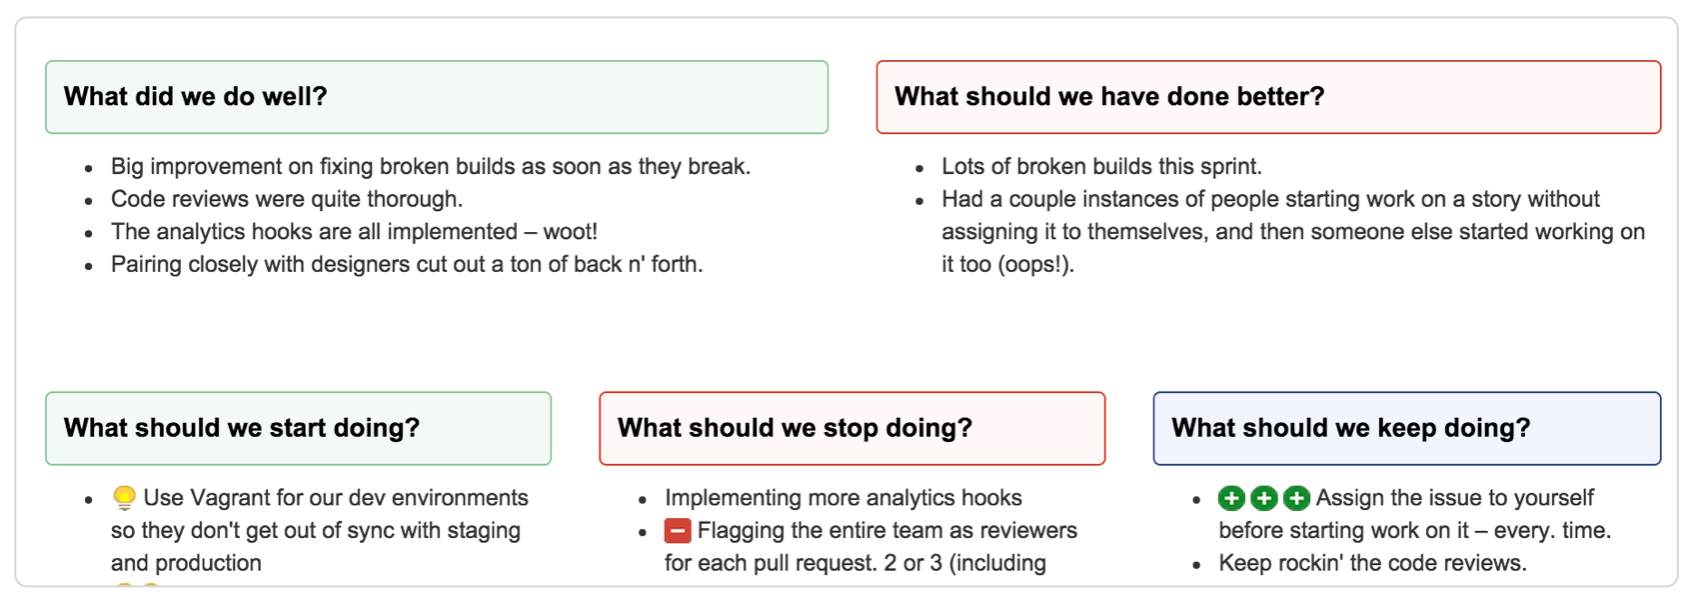 What did we do well?
• Big improvement on fixing broken builds as soon as they break.
• Code reviews were quite thorough.
• The analytics hooks are all implemented – woot!
• Pairing closely with designers cut out a ton of back n' forth.
What should we have done better?
• Lots of broken builds this sprint.
• Had a couple instances of people starting work on a story without
assigning it to themselves, and then someone else started working on
it too (oops!).
What should we start doing?
• Use Vagrant for our dev environments
so they don't get out of sync with staging
and production
What should we stop doing?
• Implementing more analytics hooks
• Flagging the entire team as reviewers
for each pull request. 2 or 3 (including
What should we keep doing?
• Assign the issue to yourself
before starting work on it – every. time.
• Keep rockin' the code reviews.